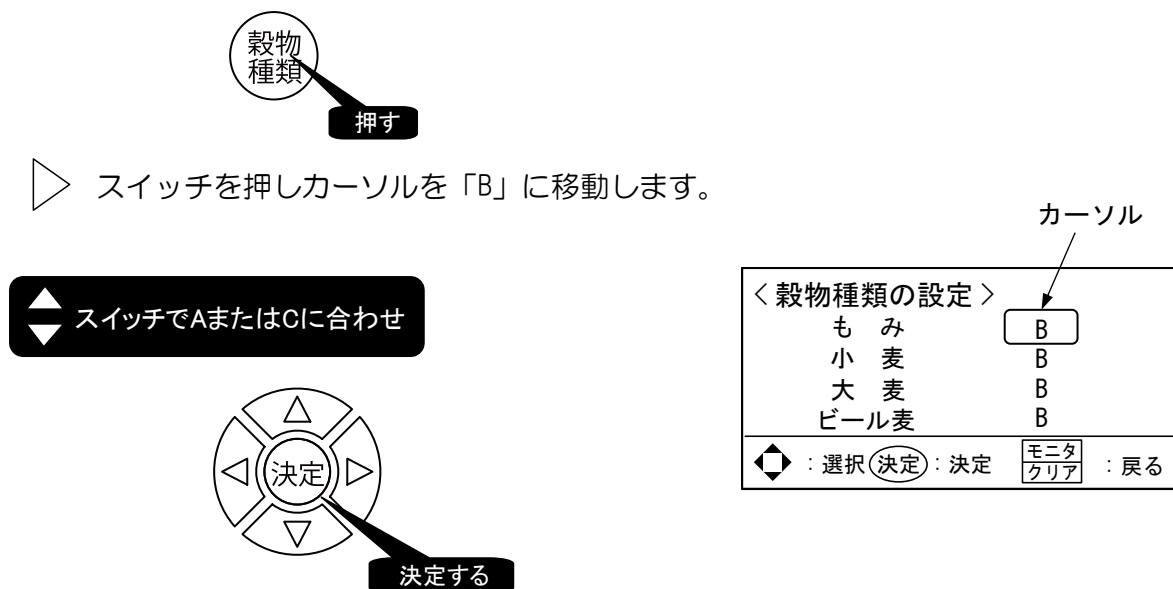 穀物
種類
押す
スイッチを押しカーソルを「B」に移動します。
カーソル
スイッチでAまたはCに合わせ
<穀物種類の設定>
も み B
小 麦 B
大 麦 B
ビール麦 B
:選択 決定:決定 モニタ
クリア :戻る
決定
決定する